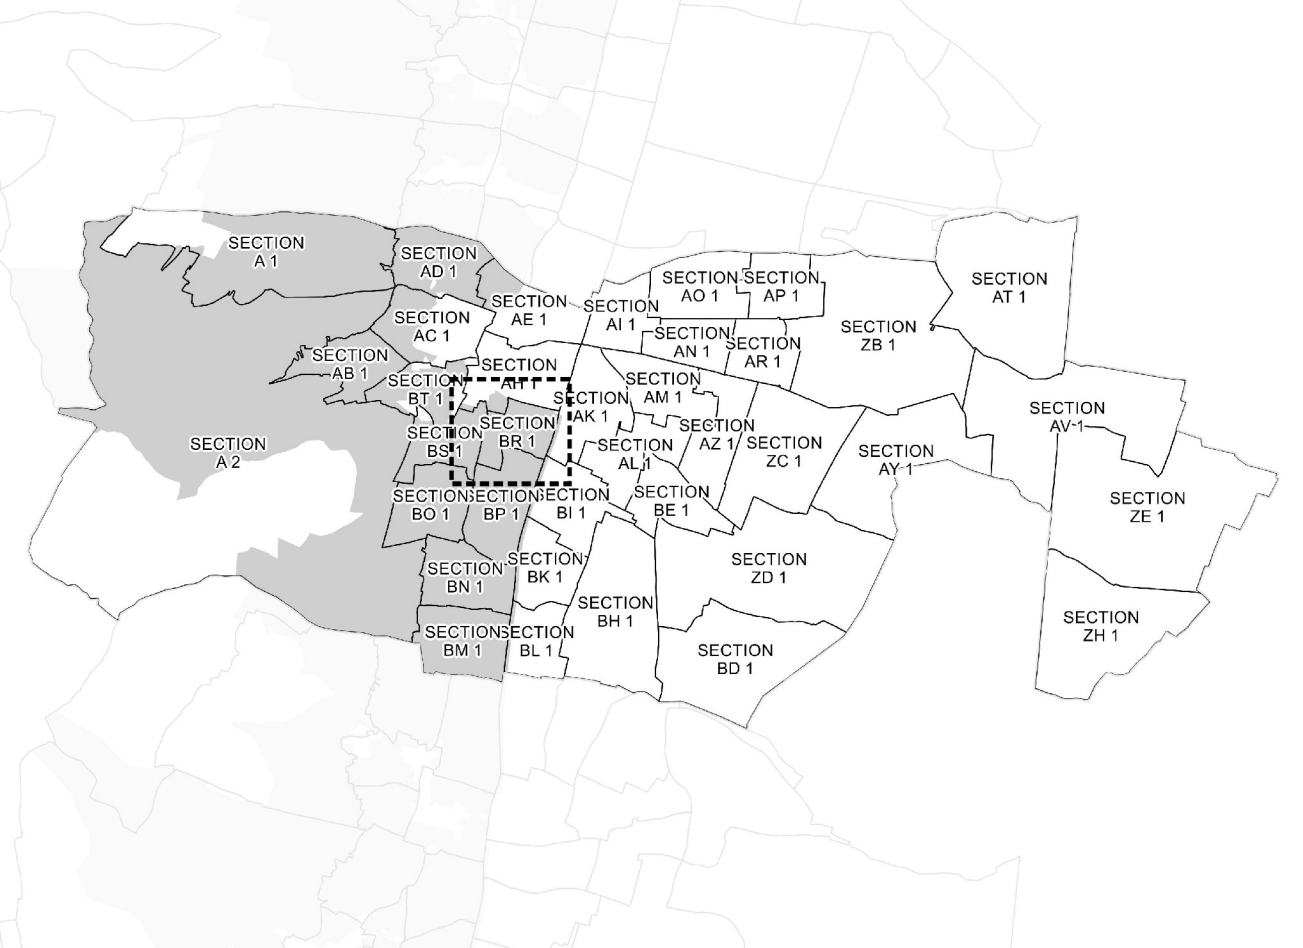 SECTION
A 1
SECTION
AD 1
SECTION
AE 1
SECTION
AI 1
SECTION
AO 1
SECTION
AP 1
SECTION
AT 1
SECTION
AC 1
SECTION
AN 1
SECTION
AR 1
SECTION
ZB 1
SECTION
AB 1
SECTION
AH 1
SECTION
BT 1
SECTION
AK 1
SECTION
AM 1
SECTION
AV 1
SECTION
A 2
SECTION
BS 1
SECTION
BR 1
SECTION
AL 1
SECTION
AZ 1
SECTION
ZC 1
SECTION
AY 1
SECTION
BO 1
SECTION
BP 1
SECTION
BI 1
SECTION
BE 1
SECTION
ZE 1
SECTION
BN 1
SECTION
BK 1
SECTION
ZD 1
SECTION
BH 1
SECTION
ZH 1
SECTION
BM 1
SECTION
BL 1
SECTION
BD 1